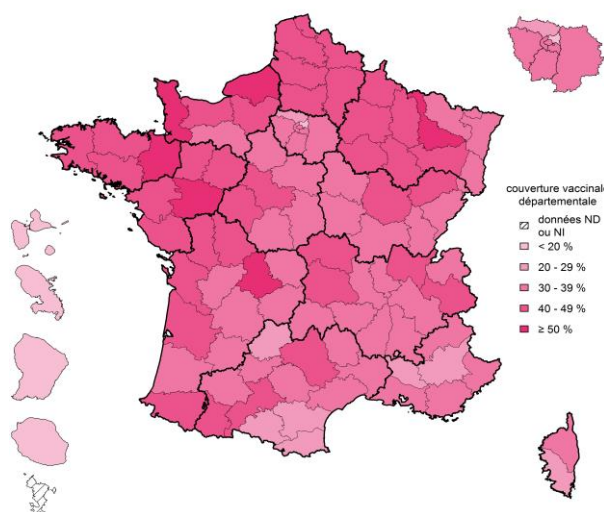 couverture vaccinale
départementale
données ND
ou NI
< 20 %
20 - 29 %
30 - 39 %
40 - 49 %
≥ 50 %